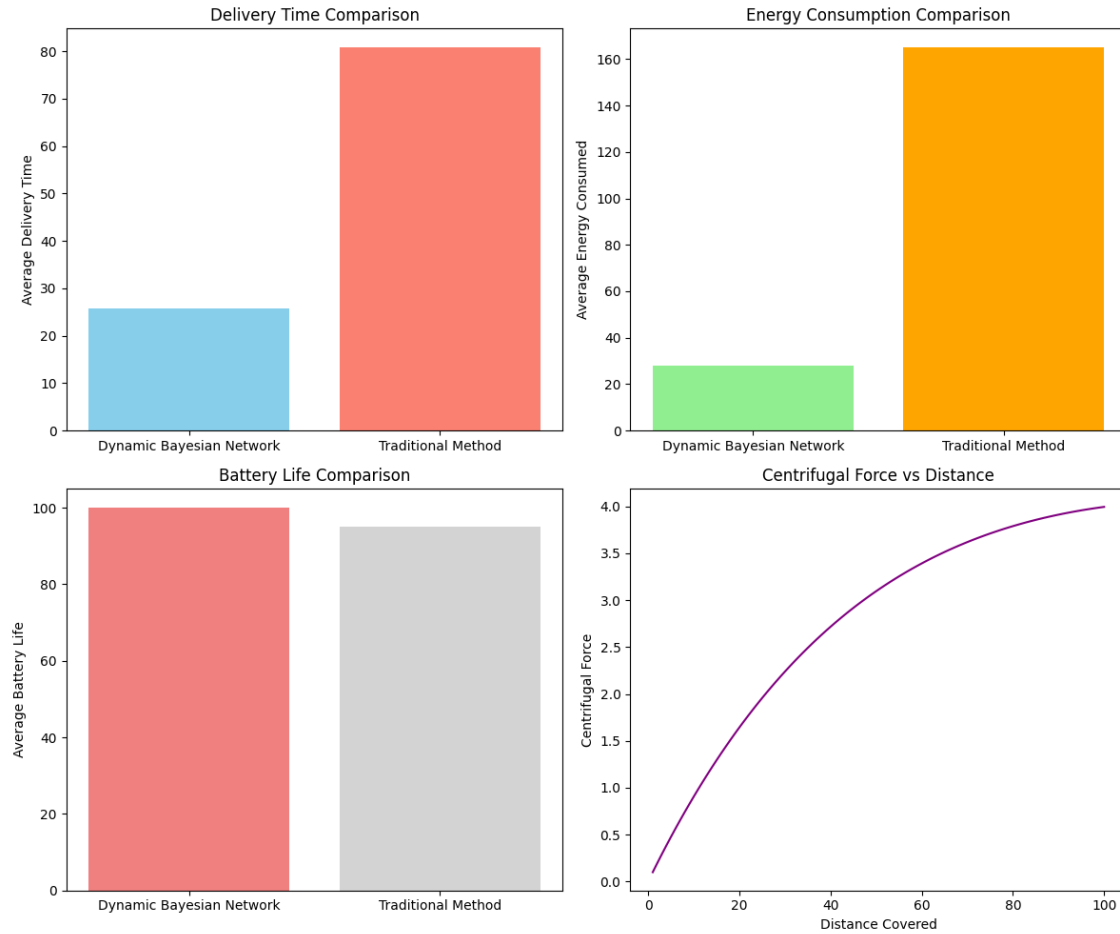 Delivery Time Comparison
Average Delivery Time
80
70
60
50
40
30
20
10
0
Dynamic Bayesian Network
Traditional Method
Energy Consumption Comparison
Average Energy Consumed
160
140
120
100
80
60
40
20
0
Dynamic Bayesian Network
Traditional Method
Battery Life Comparison
Average Battery Life
100
80
60
40
20
0
Dynamic Bayesian Network
Traditional Method
Centrifugal Force vs Distance
Centrifugal Force
4.0
3.5
3.0
2.5
2.0
1.5
1.0
0.5
0.0
0
20
40
60
80
100
Distance Covered